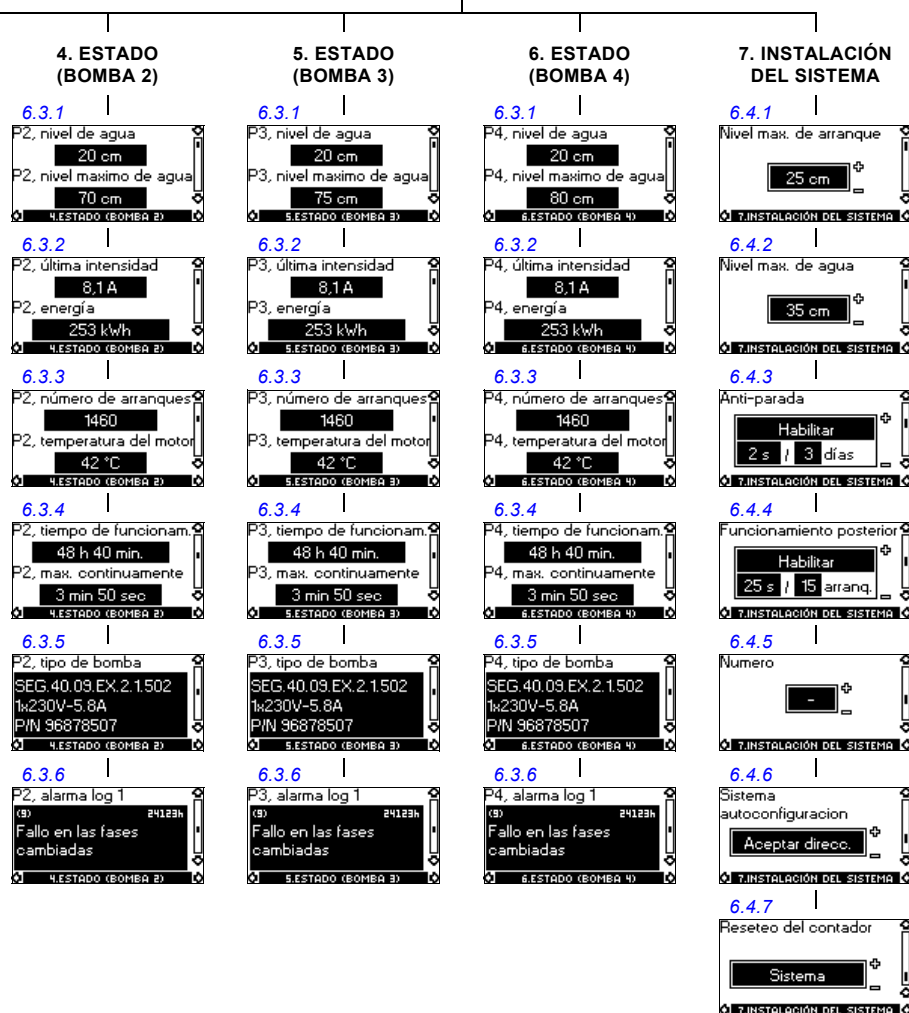 4. ESTADO
(BOMBA 2)
6.3.1
P2, nivel de agua
20 cm
P2, nivel maximo de agua
70 cm
4.ESTADO (BOMBA 2)
6.3.2
P2, última intensidad
8,1 A
P2, energía
253 kWh
4.ESTADO (BOMBA 2)
6.3.3
P2, número de arranques
1460
P2, temperatura del motor
42 °C
4.ESTADO (BOMBA 2)
6.3.4
P2, tiempo de funcionam.
48 h 40 min.
P2, max. continuamente
3 min 50 sec
4.ESTADO (BOMBA 2)
6.3.5
P2, tipo de bomba
SEG.40.09.EX.2.1.502
1x230V-5.8A
P/N 96878507
4.ESTADO (BOMBA 2)
6.3.6
P2, alarma log 1
(9) 24123h
Fallo en las fases
cambiadas
4.ESTADO (BOMBA 2)
5. ESTADO
(BOMBA 3)
6.3.1
P3, nivel de agua
20 cm
P3, nivel maximo de agua
75 cm
5.ESTADO (BOMBA 3)
6.3.2
P3, última intensidad
8,1 A
P3, energía
253 kWh
5.ESTADO (BOMBA 3)
6.3.3
P3, número de arranques
1460
P3, temperatura del motor
42 °C
5.ESTADO (BOMBA 3)
6.3.4
P3, tiempo de funcionam.
48 h 40 min.
P3, max. continuamente
3 min 50 sec
5.ESTADO (BOMBA 3)
6.3.5
P3, tipo de bomba
SEG.40.09.EX.2.1.502
1x230V-5.8A
P/N 96878507
5.ESTADO (BOMBA 3)
6.3.6
P3, alarma log 1
(9) 24123h
Fallo en las fases
cambiadas
5.ESTADO (BOMBA 3)
6. ESTADO
(BOMBA 4)
6.3.1
P4, nivel de agua
20 cm
P4, nivel maximo de agua
80 cm
6.ESTADO (BOMBA 4)
6.3.2
P4, última intensidad
8,1 A
P4, energía
253 kWh
6.ESTADO (BOMBA 4)
6.3.3
P4, número de arranques
1460
P4, temperatura del motor
42 °C
6.ESTADO (BOMBA 4)
6.3.4
P4, tiempo de funcionam.
48 h 40 min.
P4, max. continuamente
3 min 50 sec
6.ESTADO (BOMBA 4)
6.3.5
P4, tipo de bomba
SEG.40.09.EX.2.1.502
1x230V-5.8A
P/N 96878507
6.ESTADO (BOMBA 4)
6.3.6
P4, alarma log 1
(9) 24123h
Fallo en las fases
cambiadas
6.ESTADO (BOMBA 4)
7. INSTALACIÓN
DEL SISTEMA
6.4.1
Nivel max. de arranque
25 cm
7.INSTALACIÓN DEL SISTEMA
6.4.2
Nivel max. de agua
35 cm
7.INSTALACIÓN DEL SISTEMA
6.4.3
Anti-parada
Habilitar
2 s / 3 días
7.INSTALACIÓN DEL SISTEMA
6.4.4
Funcionamiento posterior
Habilitar
25 s / 15 arranq.
7.INSTALACIÓN DEL SISTEMA
6.4.5
Numero
-
7.INSTALACIÓN DEL SISTEMA
6.4.6
Sistema
autoconfiguracion
Aceptar direcc.
7.INSTALACIÓN DEL SISTEMA
6.4.7
Reseteo del contador
Sistema
7.INSTALACIÓN DEL SISTEMA